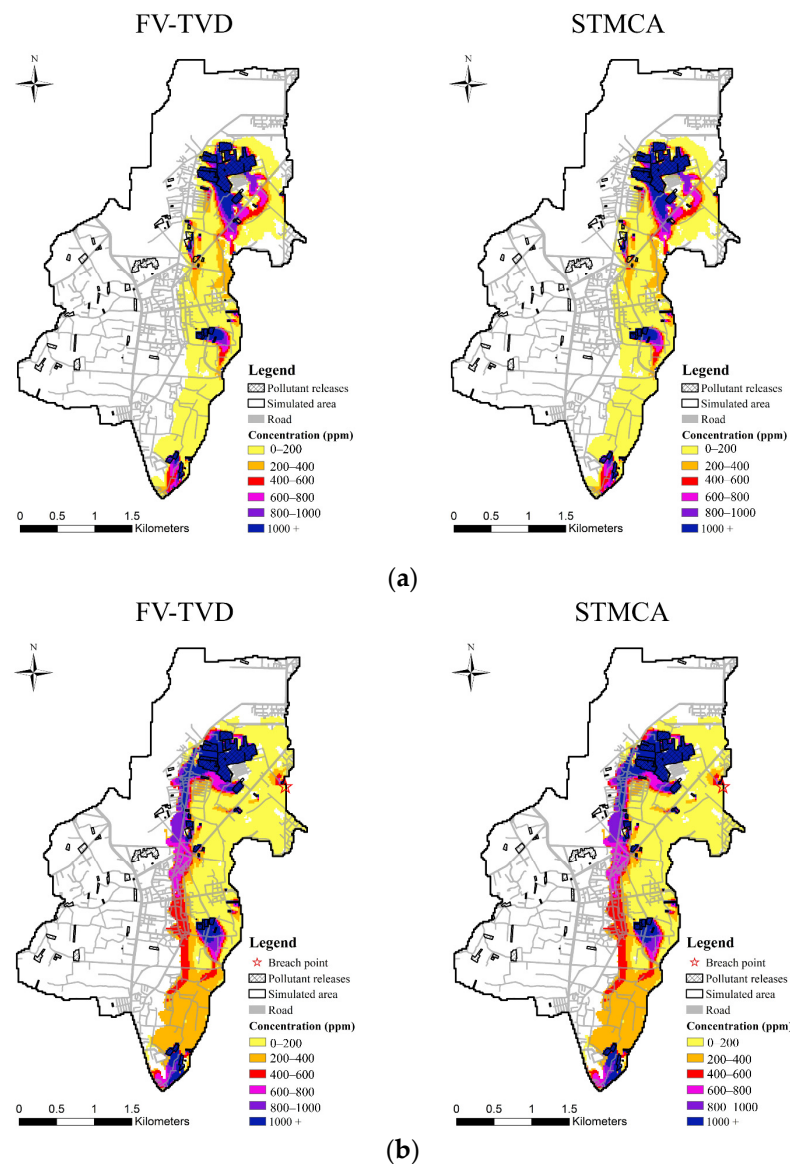 FV-TVD
STMCA
N
N
Legend
Pollutant releases
Simulated area
Road
Concentration (ppm)
0–200
200–400
400–600
600–800
800–1000
1000 +
0 0.5 1 1.5
Kilometers
Legend
Pollutant releases
Simulated area
Road
Concentration (ppm)
0–200
200–400
400–600
600–800
800–1000
1000 +
0 0.5 1 1.5
Kilometers
(a)
FV-TVD
STMCA
N
N
Legend
Breach point
Pollutant releases
Simulated area
Road
Concentration (ppm)
0–200
200–400
400–600
600–800
800–1000
1000 +
0 0.5 1 1.5
Kilometers
Legend
Breach point
Pollutant releases
Simulated area
Road
Concentration (ppm)
0–200
200–400
400–600
600–800
800 1000
1000 +
0 0.5 1 1.5
Kilometers
(b)